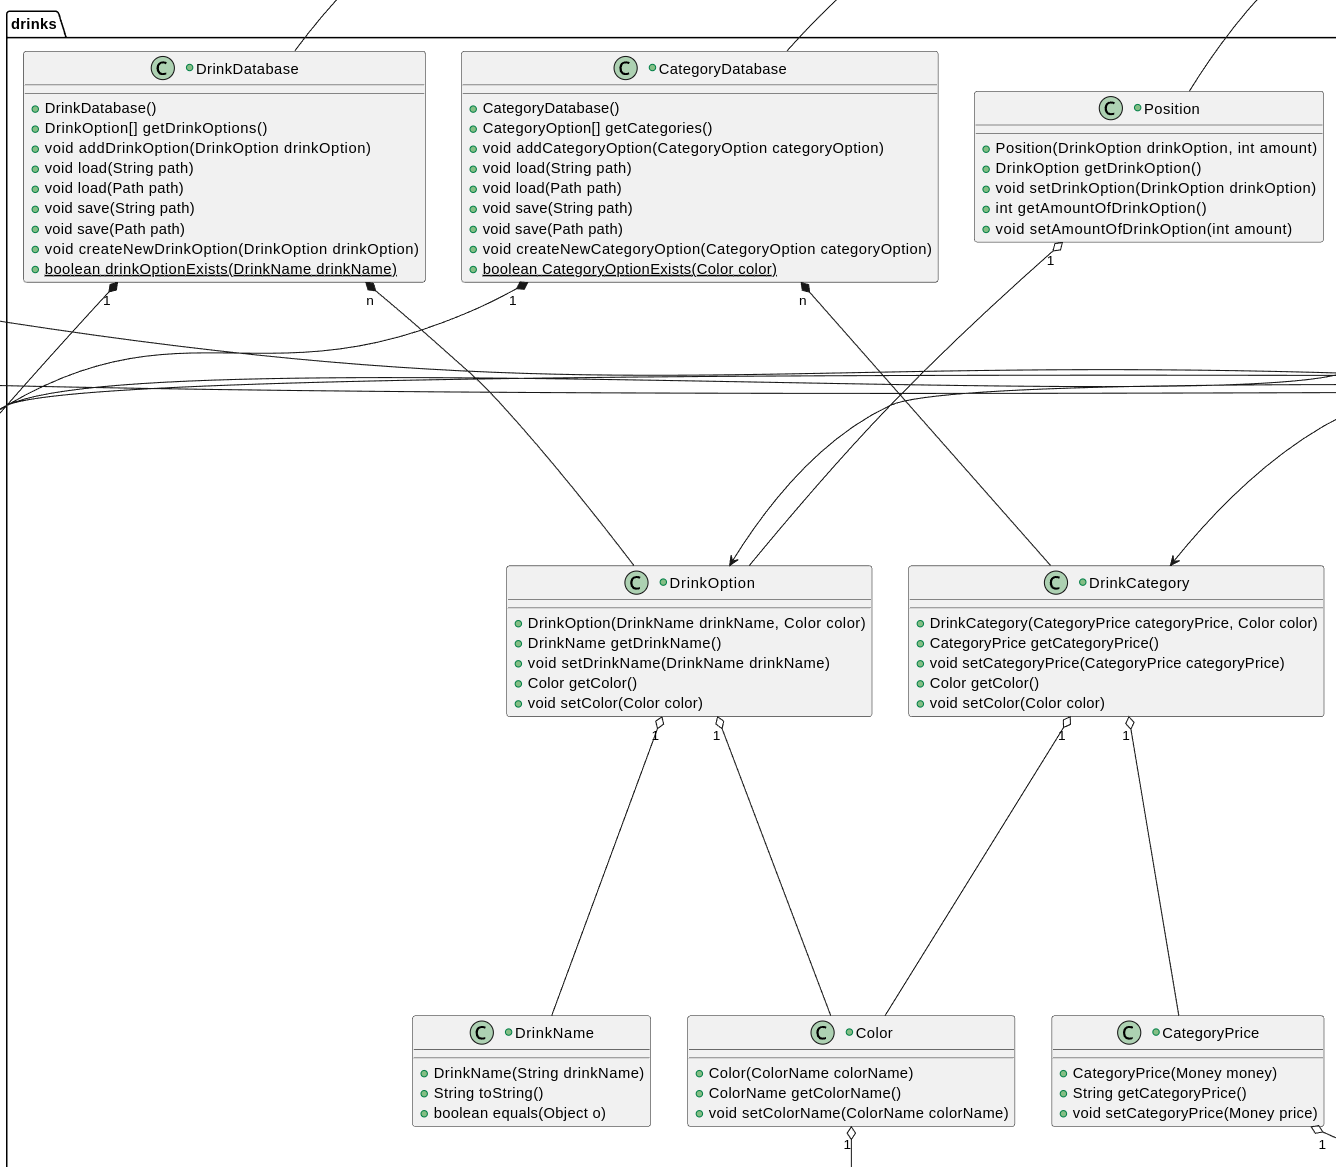 drinks
C DrinkDatabase
DrinkDatabase()
DrinkOption[] getDrinkOptions()
void addDrinkOption(DrinkOption drinkOption)
void load(String path)
void load(Path path)
void save(String path)
void save(Path path)
void createNewDrinkOption(DrinkOption drinkOption)
boolean drinkOptionExists(DrinkName drinkName)
C CategoryDatabase
CategoryDatabase()
CategoryOption[] getCategories()
void addCategoryOption(CategoryOption categoryOption)
void load(String path)
void load(Path path)
void save(String path)
void save(Path path)
void createNewCategoryOption(CategoryOption categoryOption)
boolean CategoryOptionExists(Color color)
C Position
Position(DrinkOption drinkOption, int amount)
DrinkOption getDrinkOption()
void setDrinkOption(DrinkOption drinkOption)
int getAmountOfDrinkOption()
void setAmountOfDrinkOption(int amount)
1
n
1
n
1
C DrinkOption
DrinkOption(DrinkName drinkName, Color color)
DrinkName getDrinkName()
void setDrinkName(DrinkName drinkName)
Color getColor()
void setColor(Color color)
C DrinkCategory
DrinkCategory(CategoryPrice categoryPrice, Color color)
CategoryPrice getCategoryPrice()
void setCategoryPrice(CategoryPrice categoryPrice)
Color getColor()
void setColor(Color color)
1
1
1
1
C DrinkName
DrinkName(String drinkName)
String toString()
boolean equals(Object o)
C Color
Color(ColorName colorName)
ColorName getColorName()
void setColorName(ColorName colorName)
C CategoryPrice
CategoryPrice(Money money)
String getCategoryPrice()
void setCategoryPrice(Money price)
1
1